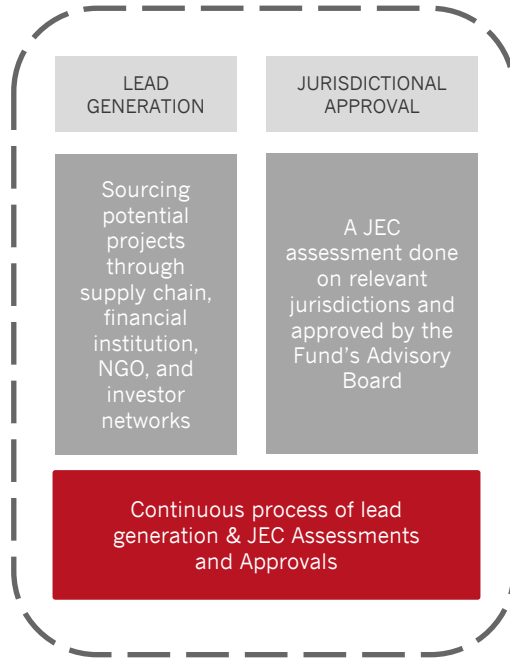 LEAD
GENERATION
JURISDICTIONAL
APPROVAL
Sourcing
potential
projects
through
supply chain,
financial
institution,
NGO, and
investor
networks
A JEC
assessment done
on relevant
jurisdictions and
approved by the
Fund's Advisory
Board
Continuous process of lead
generation & JEC Assessments
and Approvals